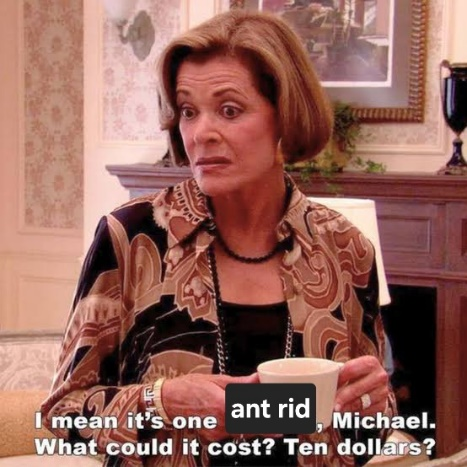 I mean it's one ant rid, Michael.
What could it cost? Ten dollars?